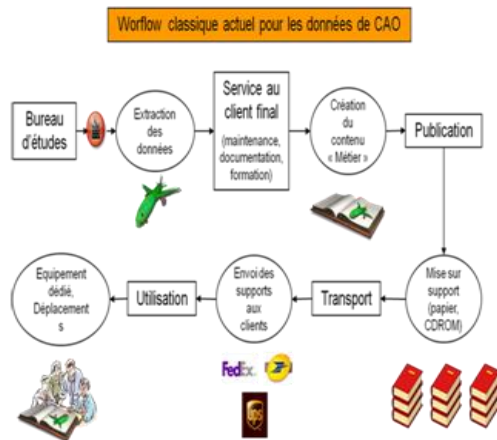 Worflow classique actuel pour les données de CAO
Bureau
d'études
Extraction
des
données
Service au
client final
(maintenance,
documentation,
formation)
Création
du
contenu
« Métier »
Publication
Equipement
dédié,
Déplacement
s
Utilisation
Envoi des
supports
aux
clients
Transport
Mise sur
support
(papier,
CDROM)
FedEx
ups